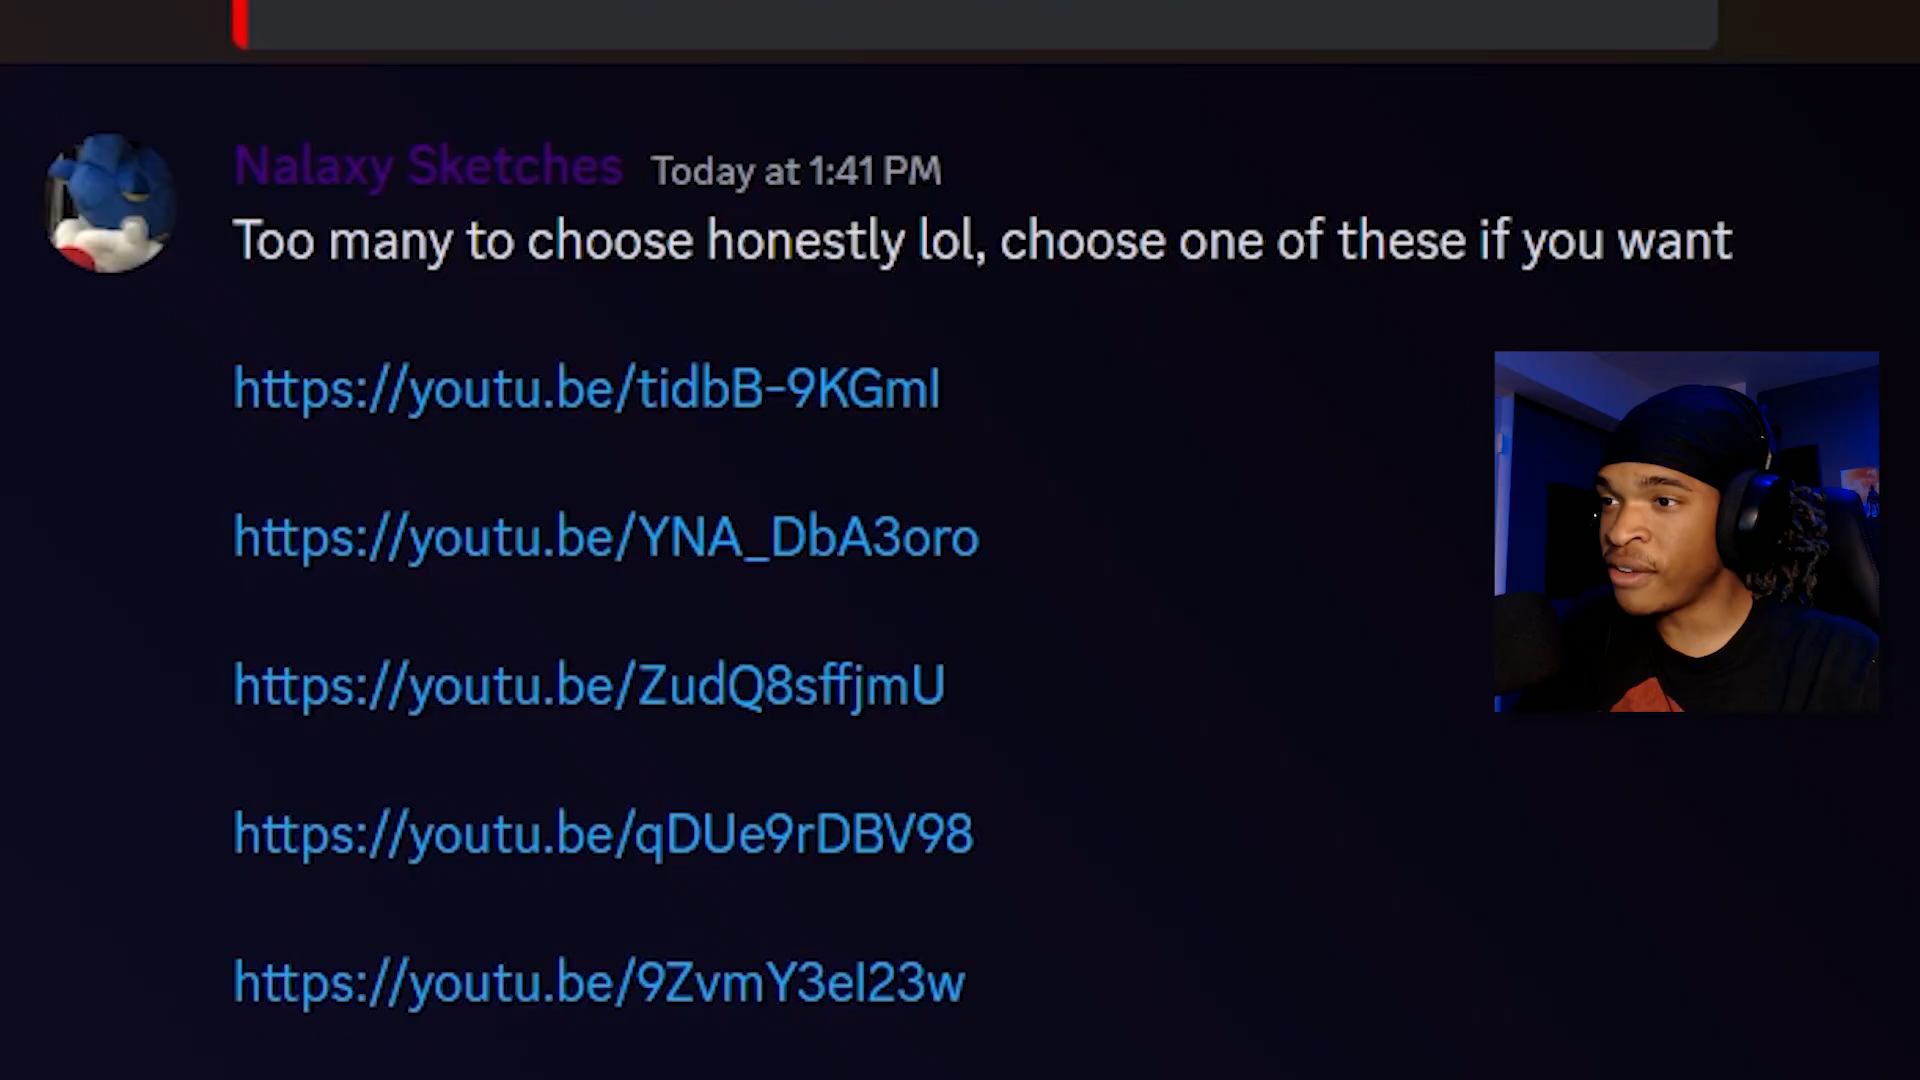 Nalaxy Sketches Today at 1:41 PM
Too many to choose honestly lol, choose one of these if you want
https://youtu.be/tidbB-9KGmI
https://youtu.be/YNA_DbA3oro
https://youtu.be/ZudQ8sffjmU
https://youtu.be/qDUe9rDBV98
https://youtu.be/9ZvmY3eI23w